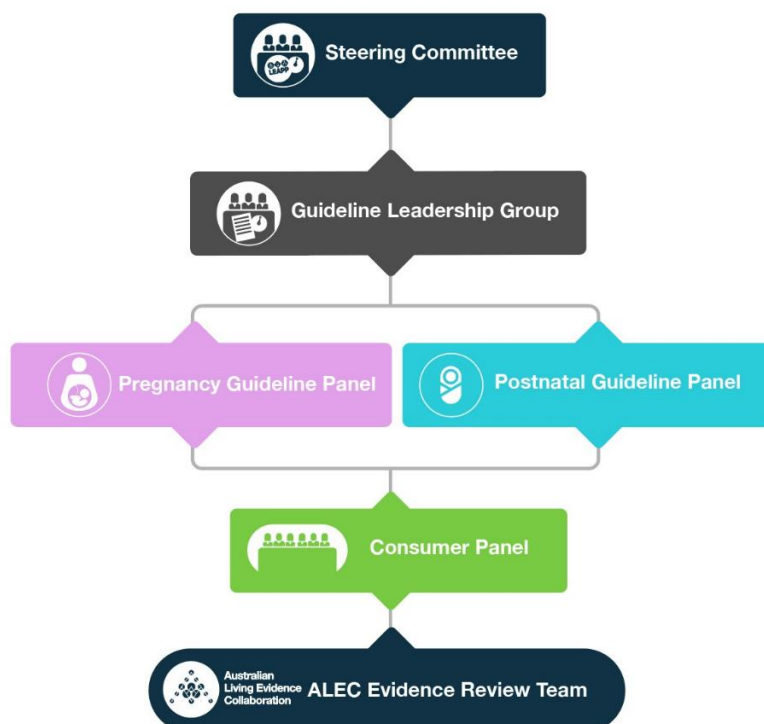 LEAPP
Steering Committee
Guideline Leadership Group
Pregnancy Guideline Panel
Postnatal Guideline Panel
Consumer Panel
Australian
Living Evidence
Collaboration
ALEC Evidence Review Team